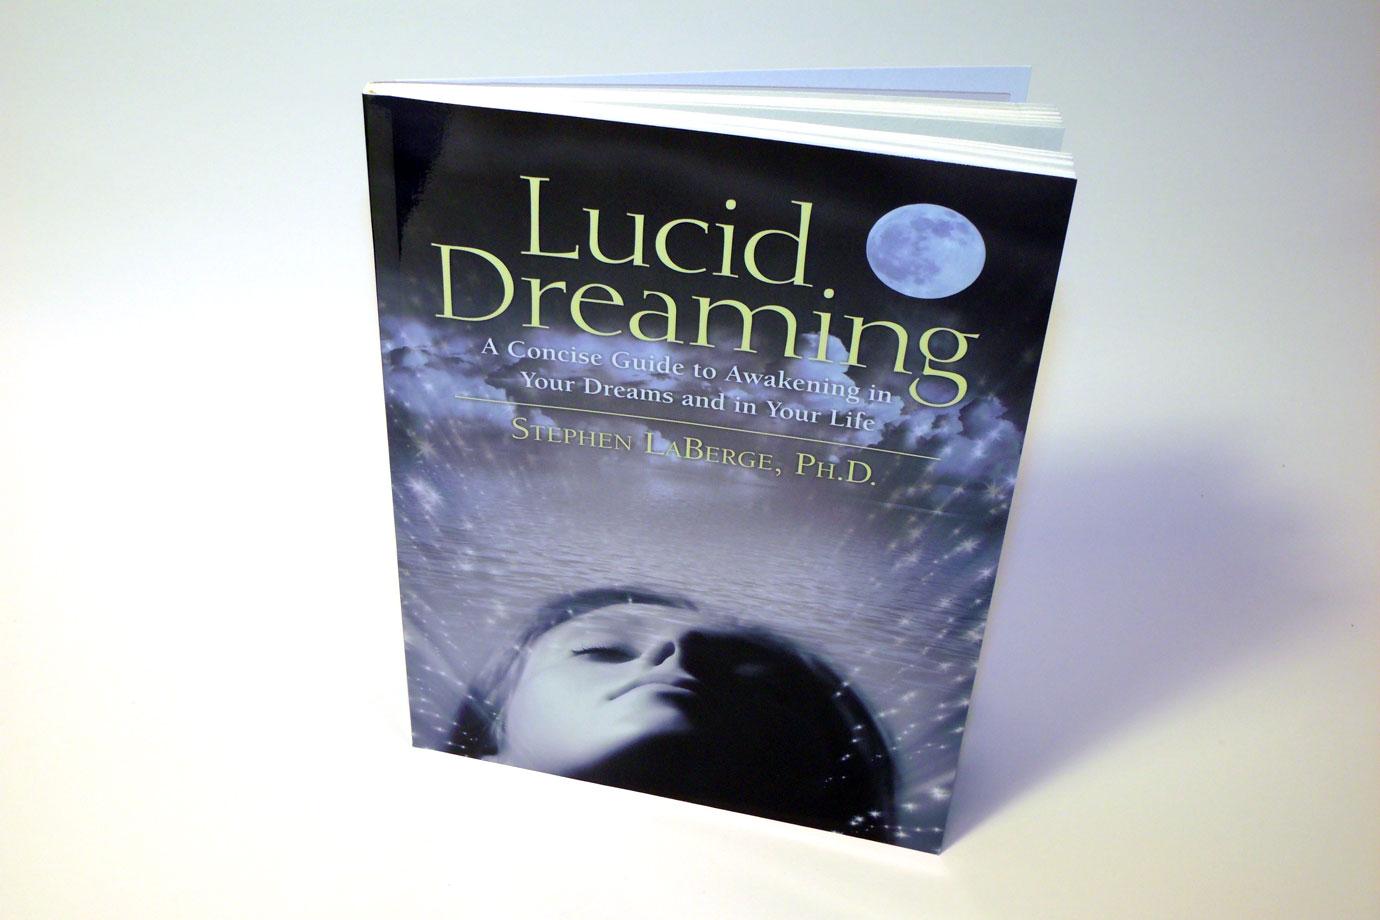 Lucid
Dreaming
A Concise Guide to Awakening in
Your Dreams and in Your Life
Stephen LaBerge, Ph.D.